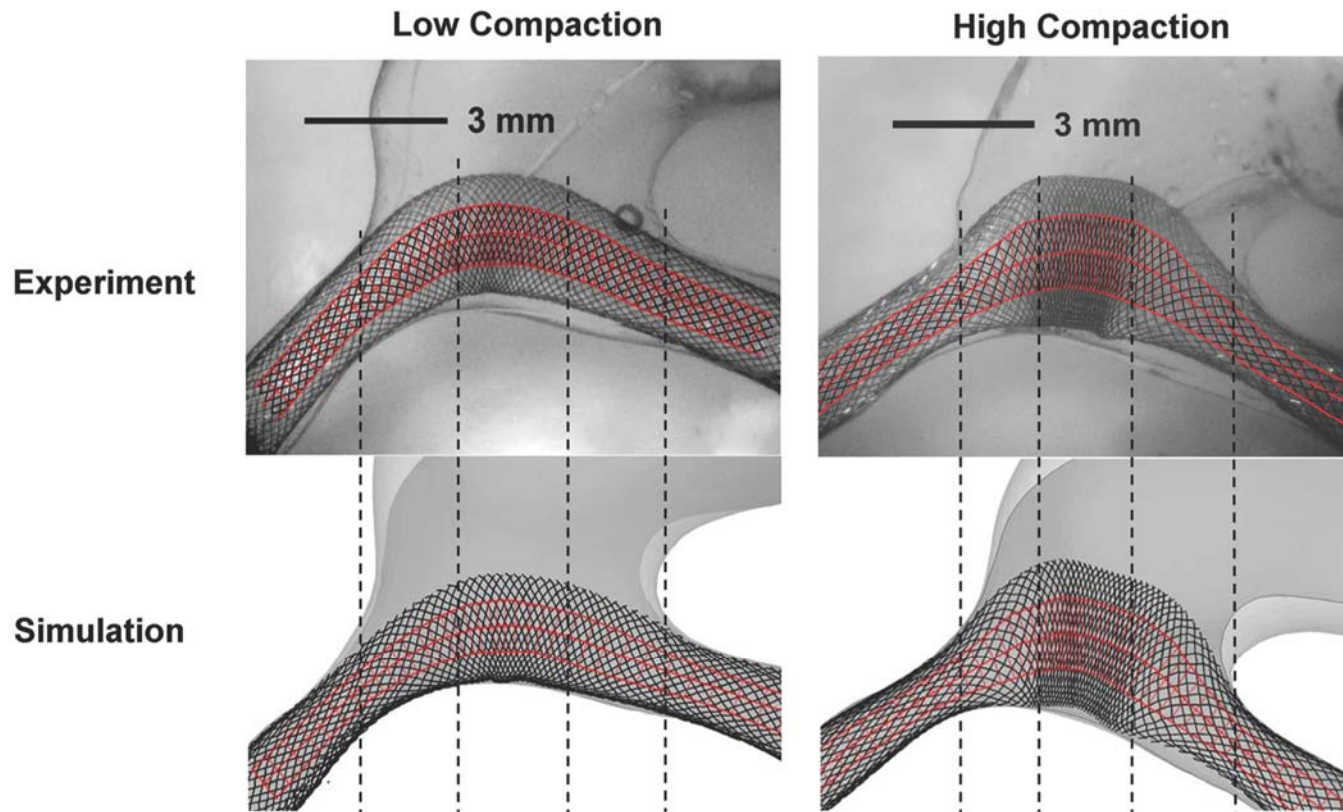 Low Compaction
High Compaction
Experiment
3 mm
3 mm
Simulation